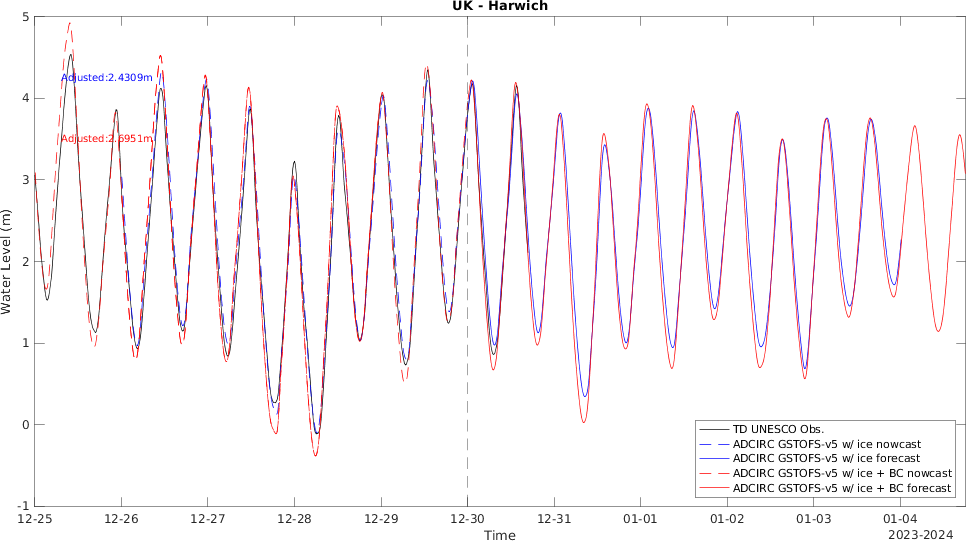 UK - Harwich
5
4
3
2
1
0
-1
Water Level (m)
Adjusted:2.4309m
Adjusted:2.6951m
12-25 12-26 12-27 12-28 12-29 12-30 12-31 01-01 01-02 01-03 01-04
Time
2023-2024
TD UNESCO Obs.
ADCIRC GSTOFS-v5 w/ ice nowcast
ADCIRC GSTOFS-v5 w/ ice forecast
ADCIRC GSTOFS-v5 w/ ice + BC nowcast
ADCIRC GSTOFS-v5 w/ ice + BC forecast